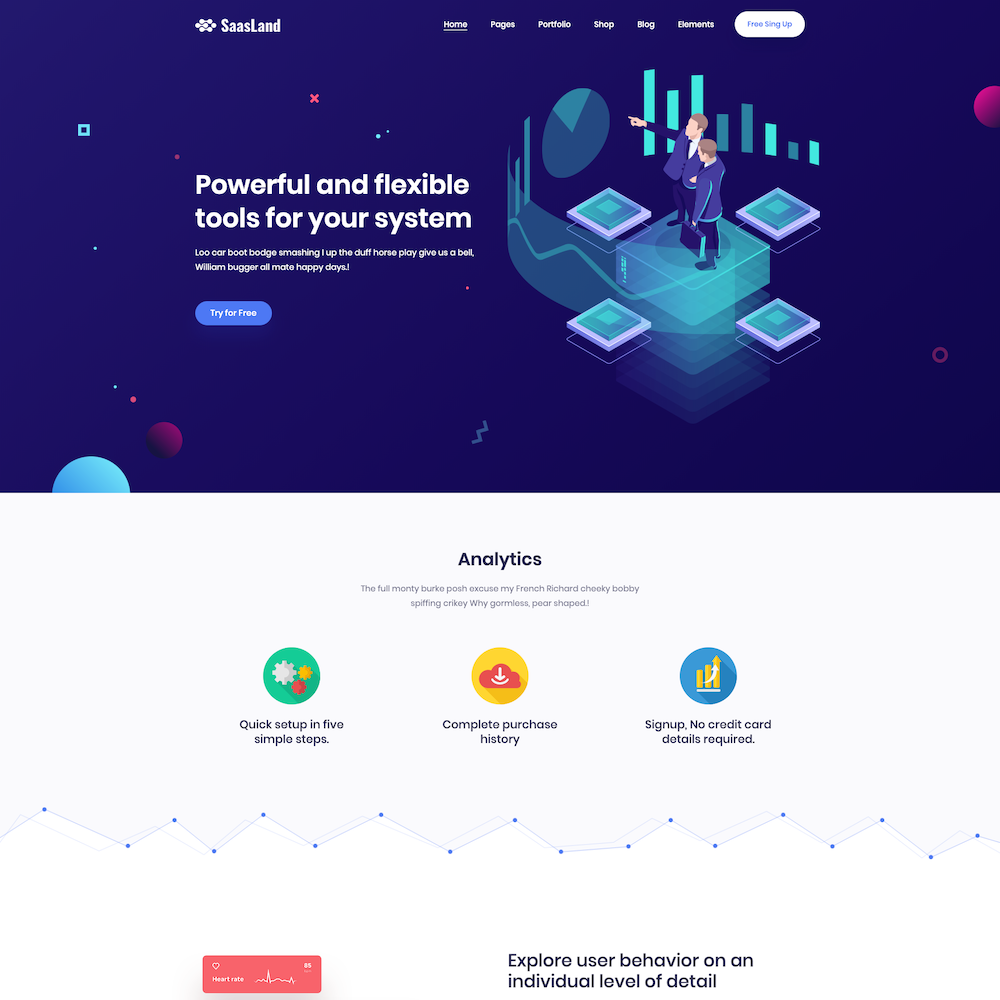 SaasLand
Home Pages Portfolio Shop Blog Elements Free Sing Up
Powerful and flexible
tools for your system
Loo car boot bodge smashing I up the duff horse play give us a bell,
William bugger all mate happy days.!
Try for Free
Analytics
The full monty burke posh excuse my French Richard cheeky bobby
spiffing crikey Why gormless, pear shaped.!
Quick setup in five
simple steps.
Complete purchase
history
Signup, No credit card
details required.
Explore user behavior on an
individual level of detail
85
Heart rate